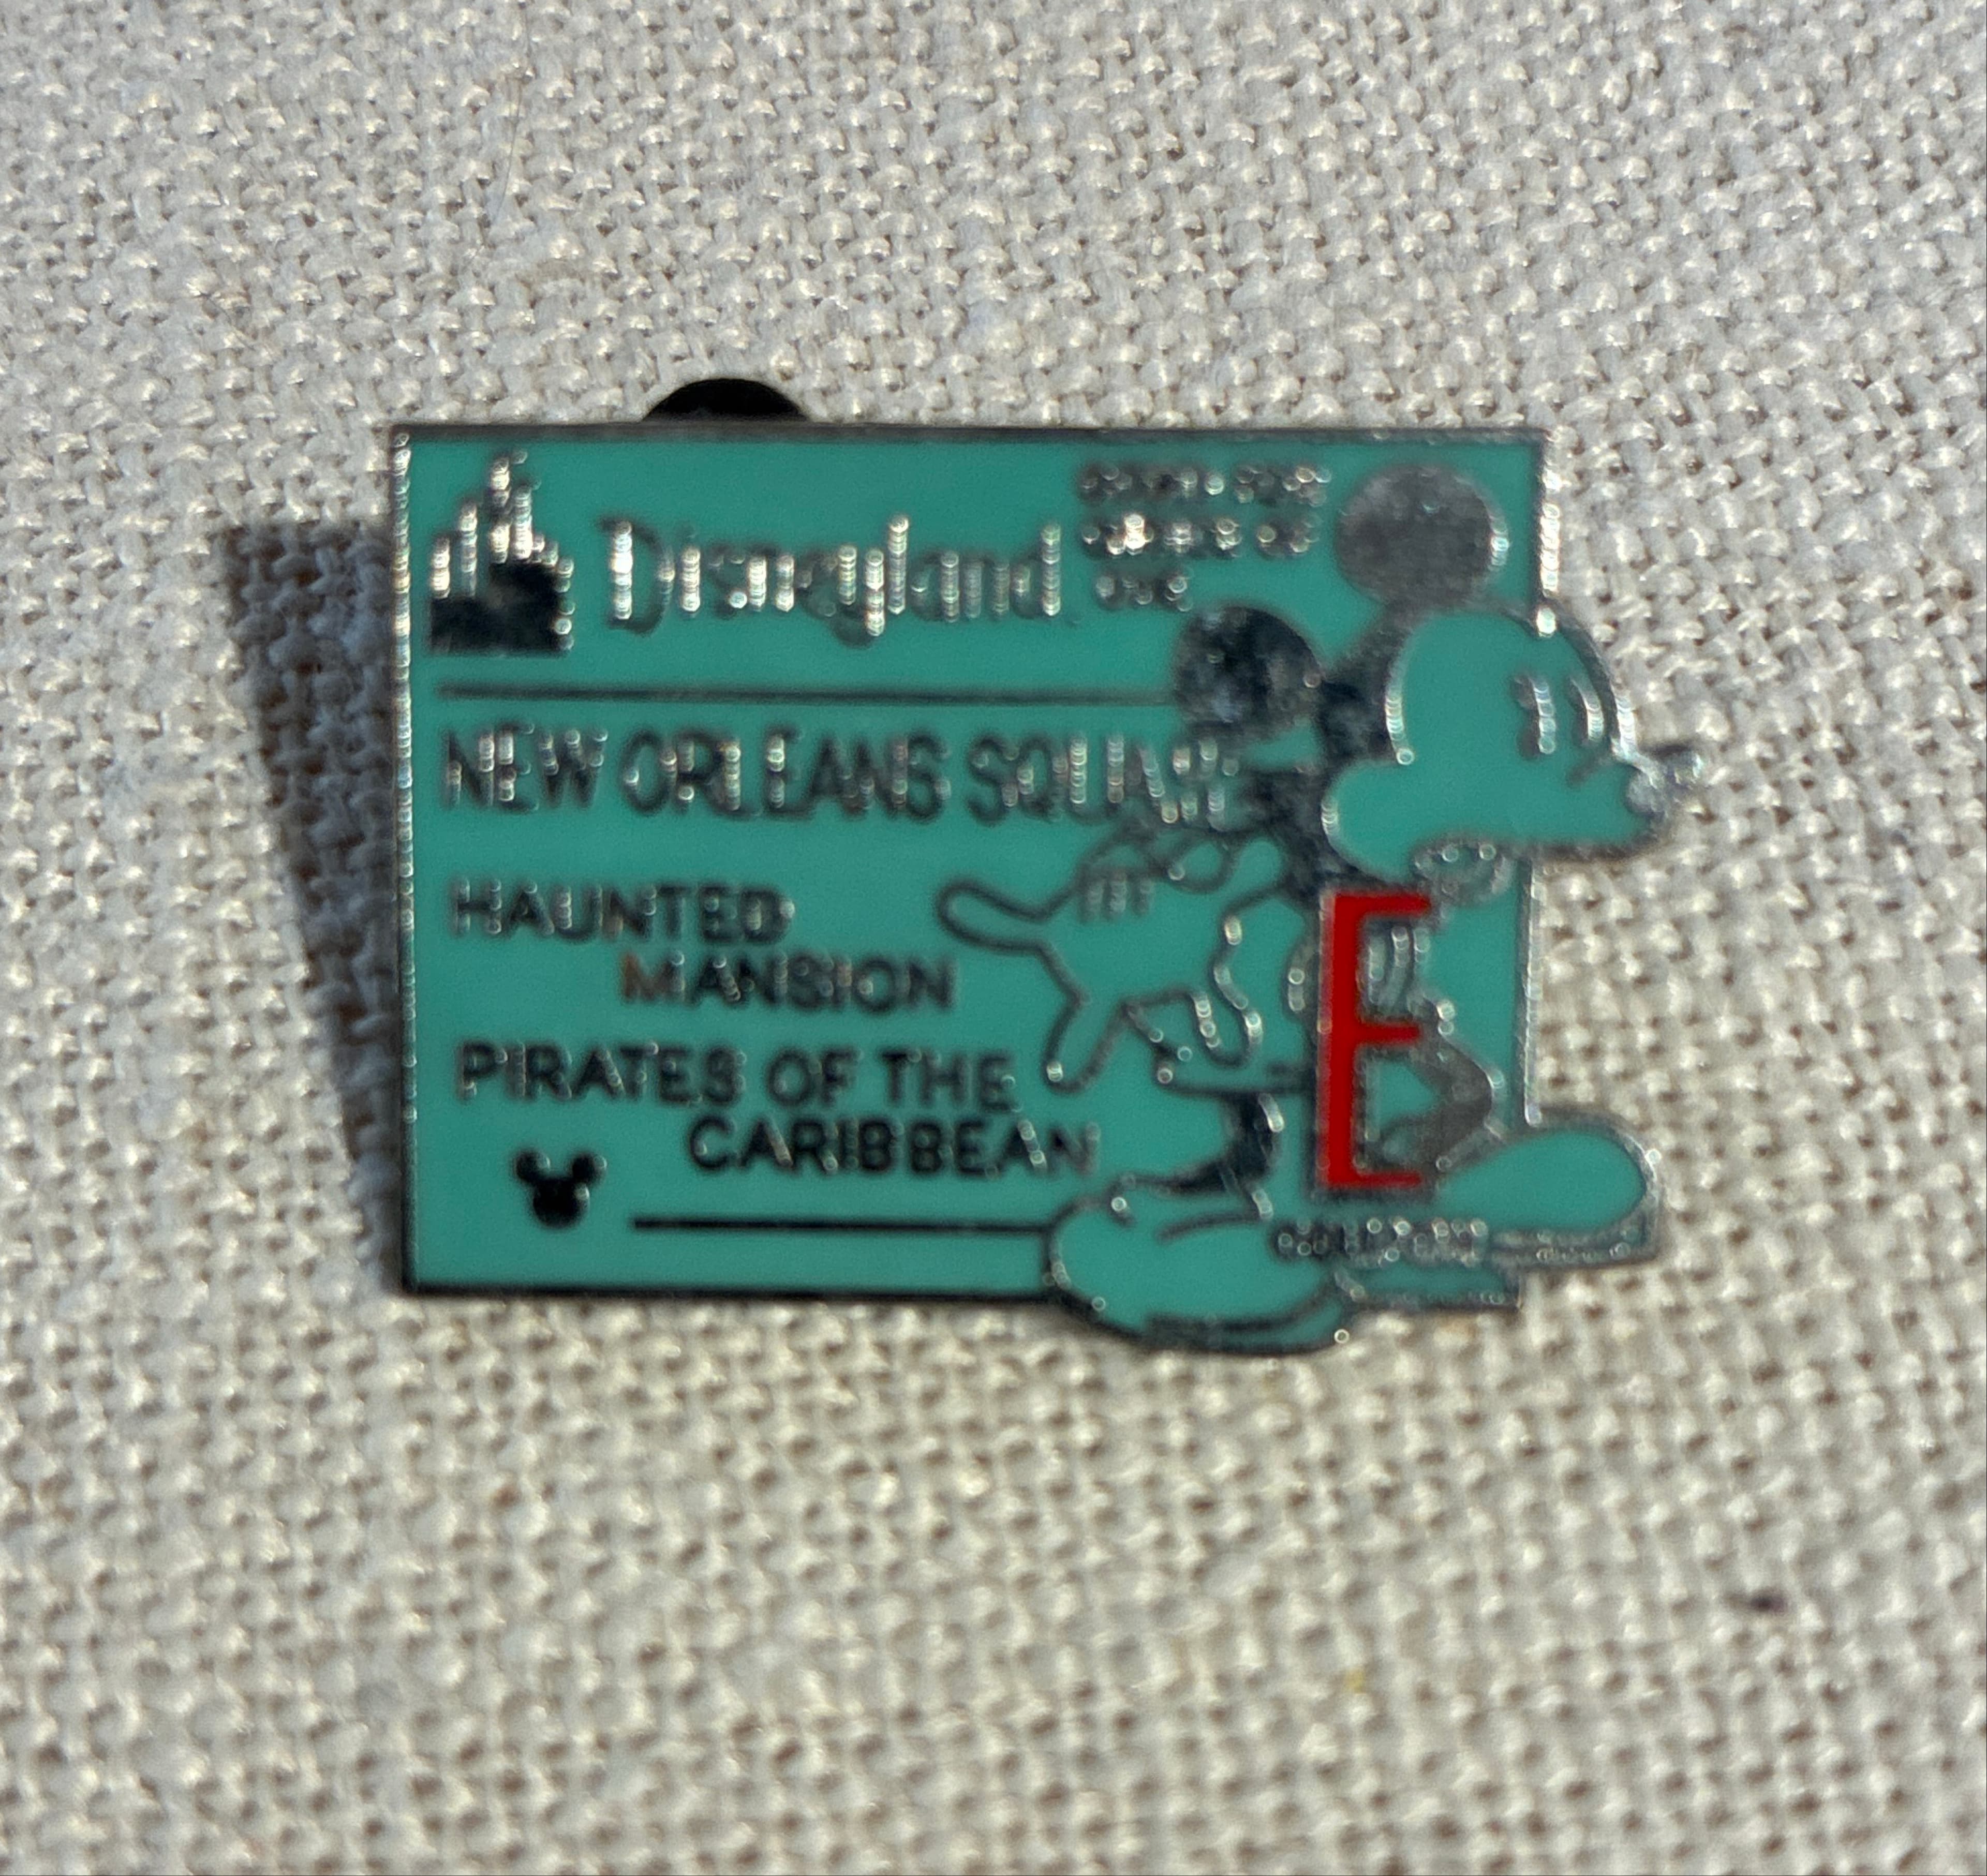 Disneyland
NEW ORLEANS SQUARE
HAUNTED
MANSION
PIRATES OF THE
CARIBBEAN
E